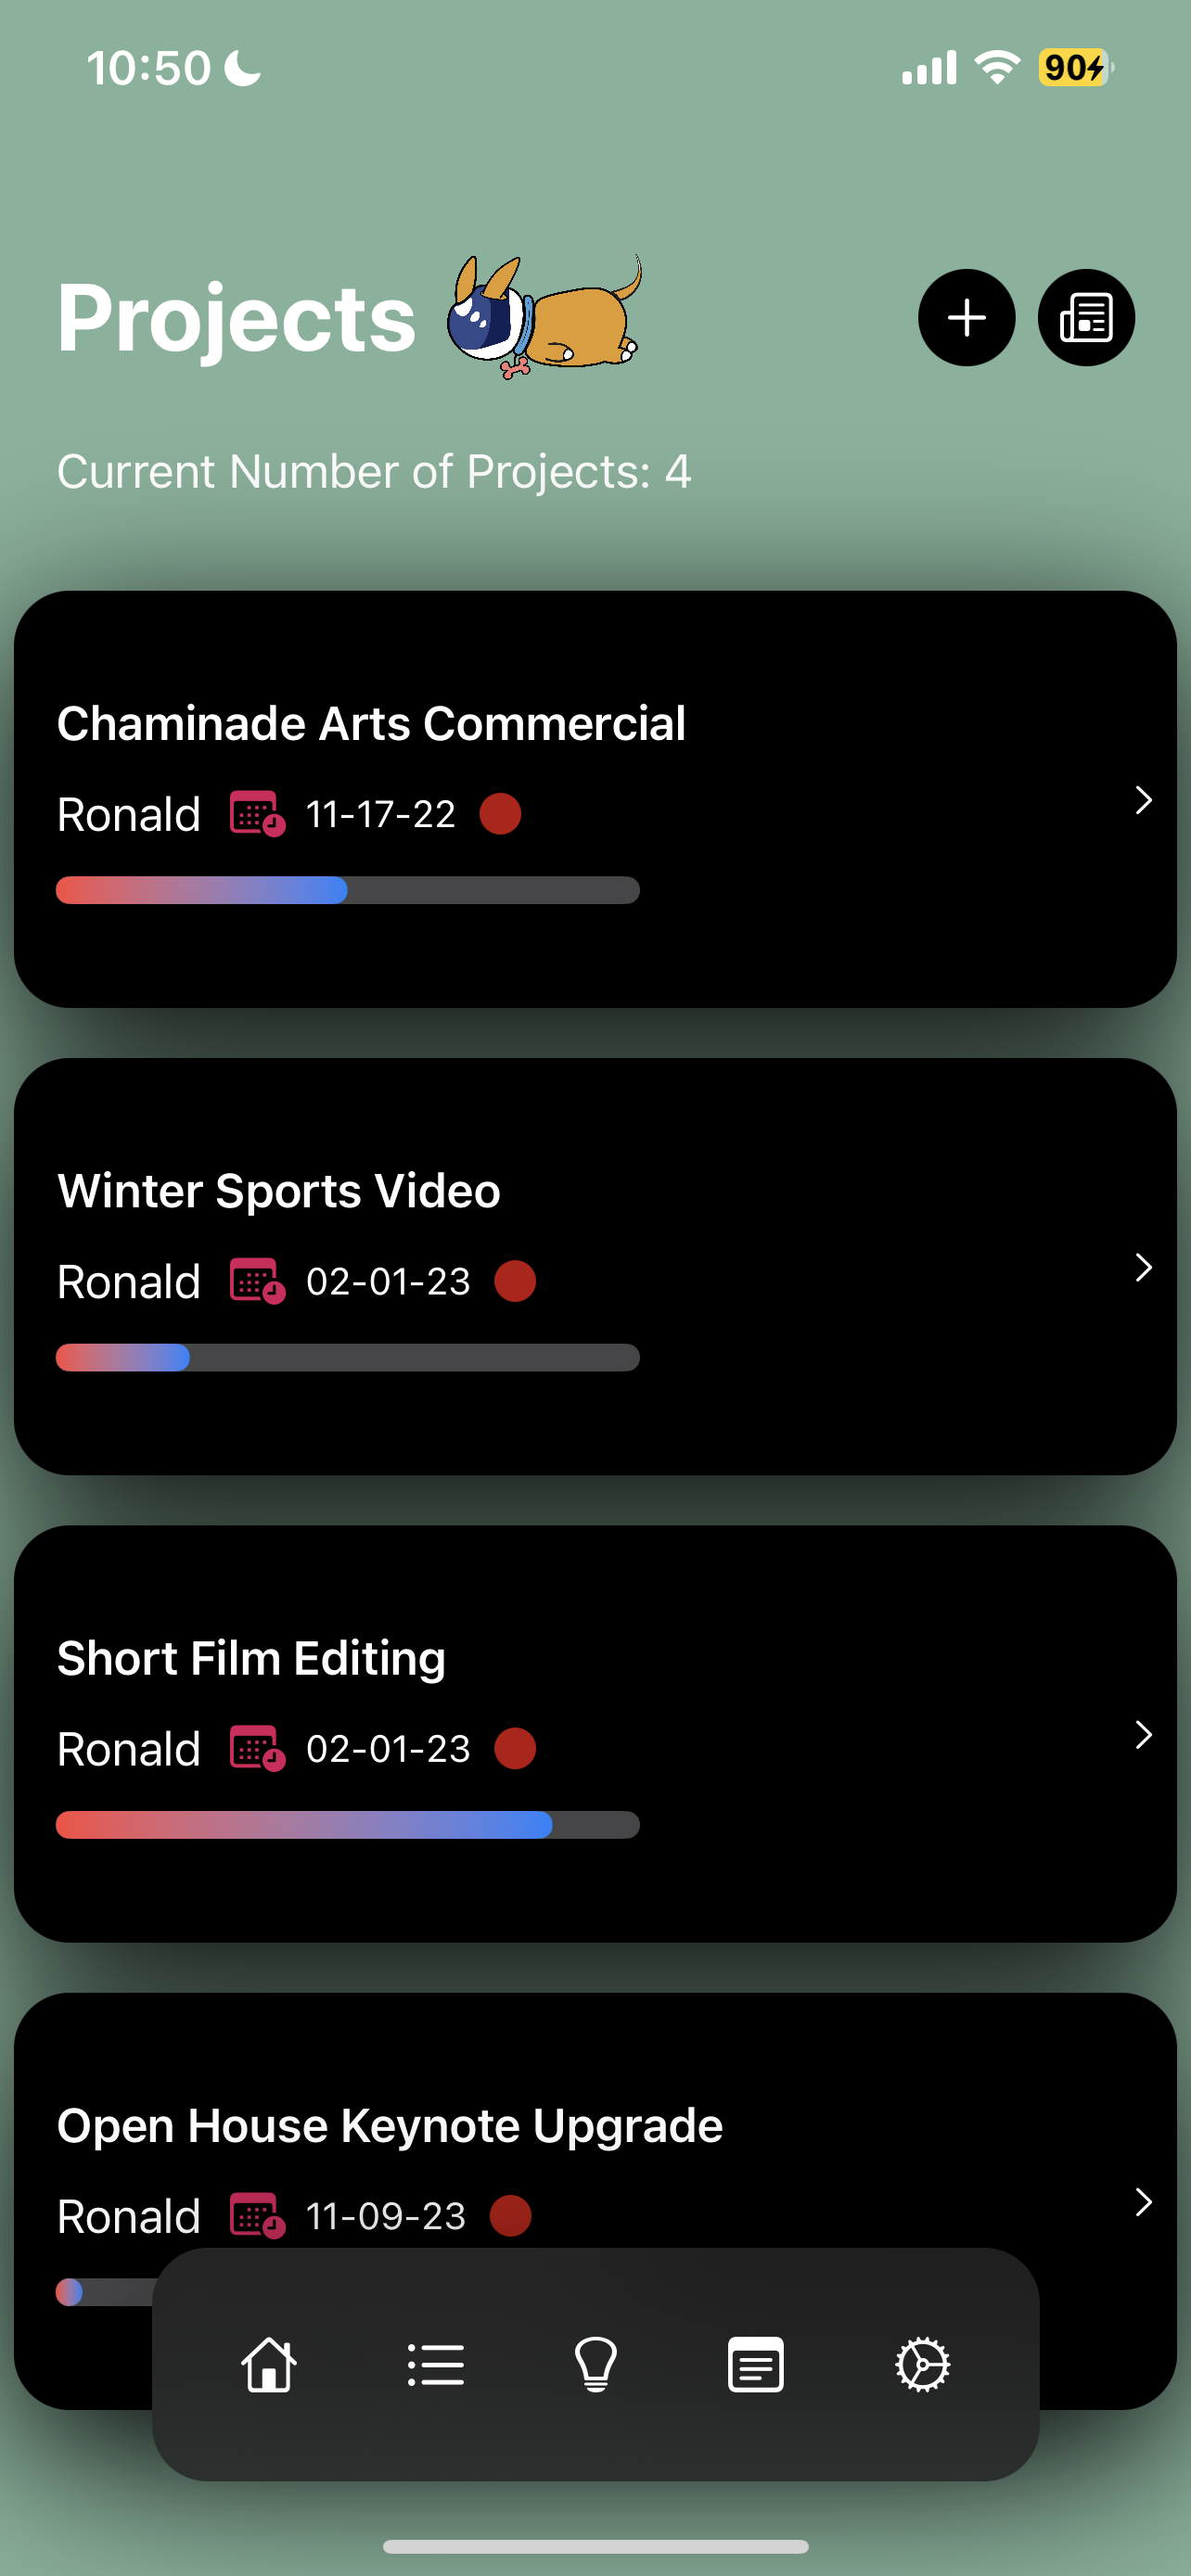 10:50
90
Projects
Current Number of Projects: 4
Chaminade Arts Commercial
Ronald 11-17-22
Winter Sports Video
Ronald 02-01-23
Short Film Editing
Ronald 02-01-23
Open House Keynote Upgrade
Ronald 11-09-23